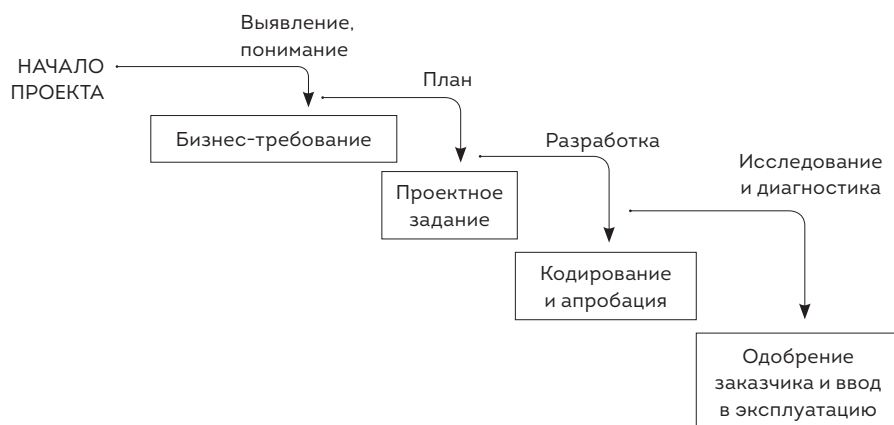 Выявление,
понимание
НАЧАЛО
ПРОЕКТА
План
Бизнес-требование
Разработка
Проектное
задание
Исследование
и диагностика
Кодирование
и апробация
Одобрение
заказчика и ввод
в эксплуатацию